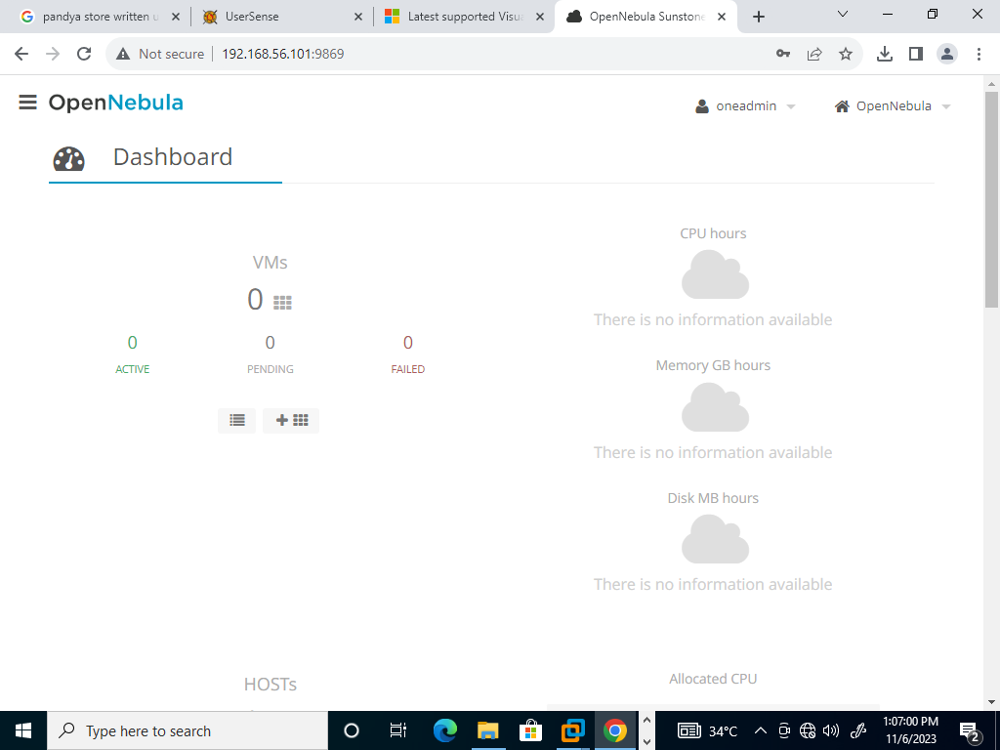 pandya store written u
UserSense
Latest supported Visua
OpenNebula Sunstone
Not secure
192.168.56.101:9869
OpenNebula
oneadmin
OpenNebula
Dashboard
CPU hours
VMs
0
There is no information available
0
0
0
ACTIVE
PENDING
FAILED
Memory GB hours
There is no information available
Disk MB hours
There is no information available
HOSTs
Allocated CPU
Type here to search
34°C
1:07:00 PM
11/6/2023
2